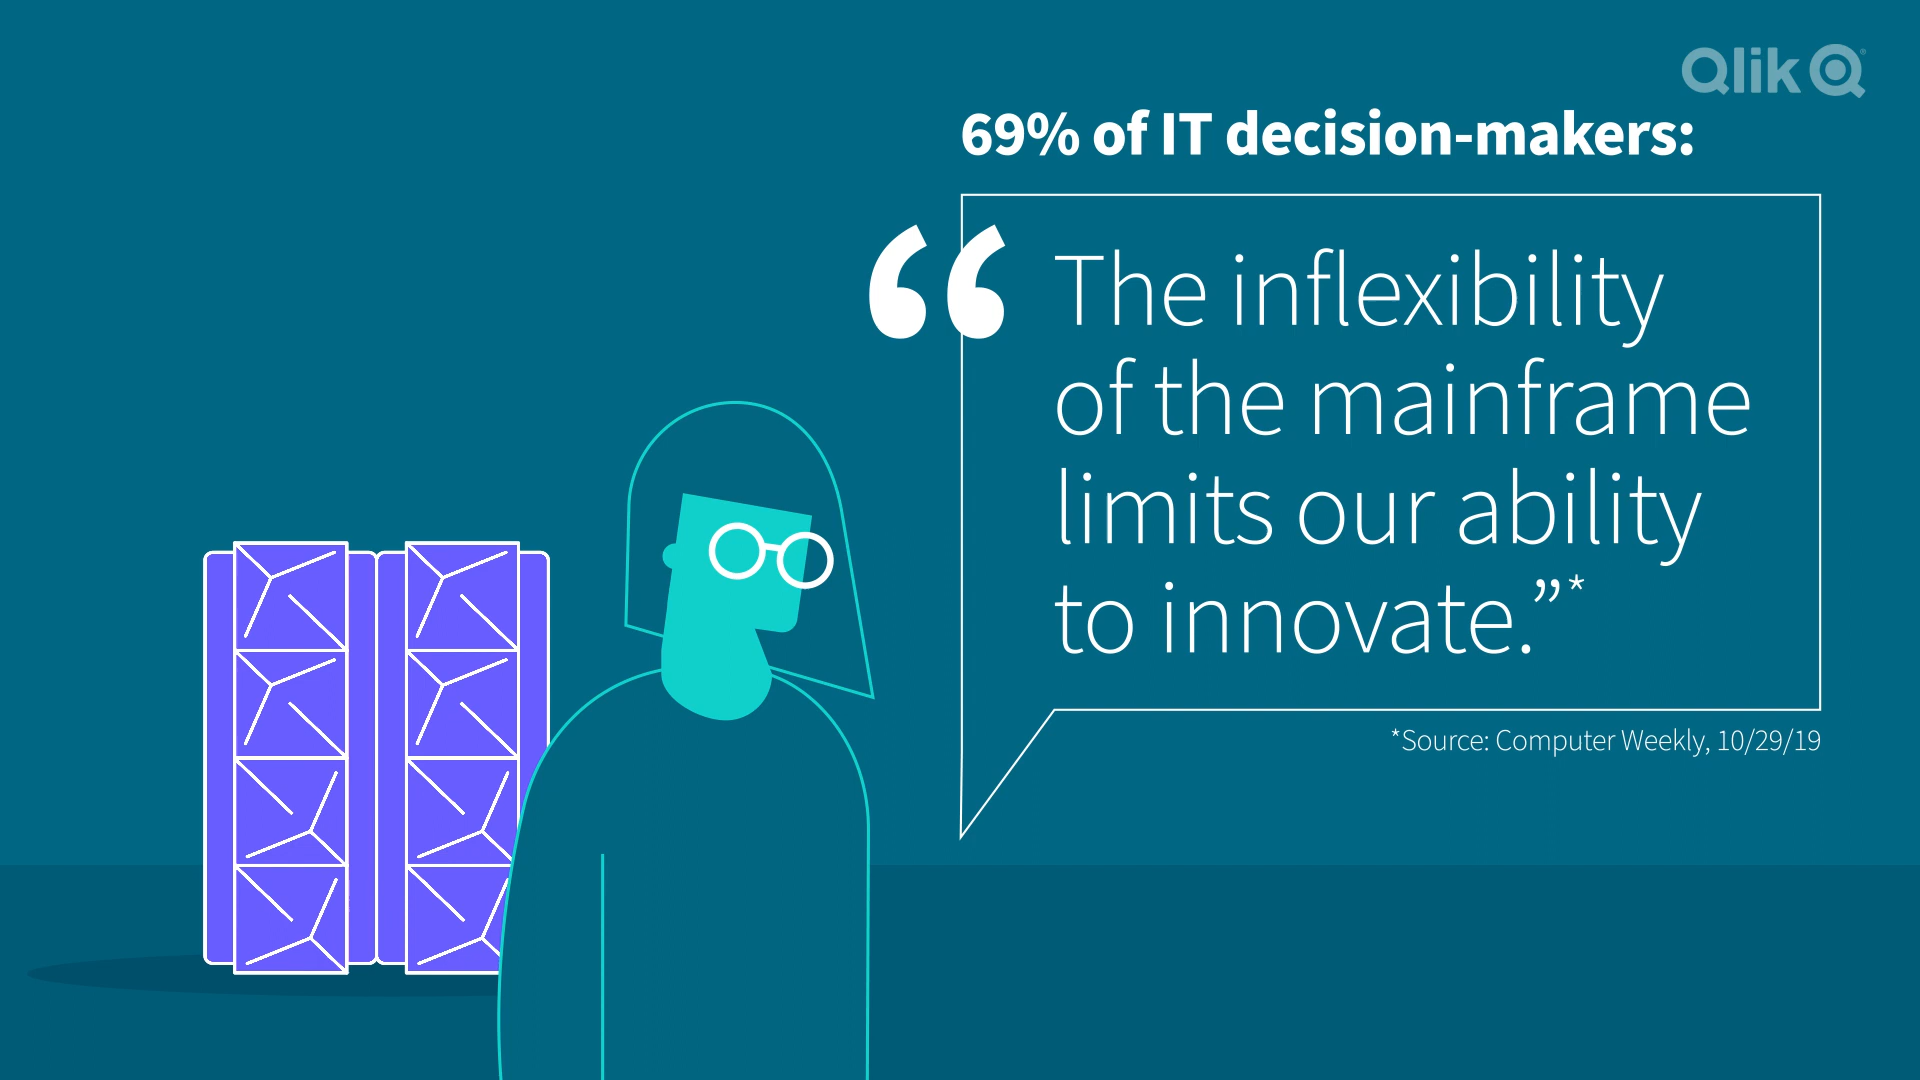 Qlik
69% of IT decision-makers:
“The inflexibility
of the mainframe
limits our ability
to innovate.”*
*Source: Computer Weekly, 10/29/19